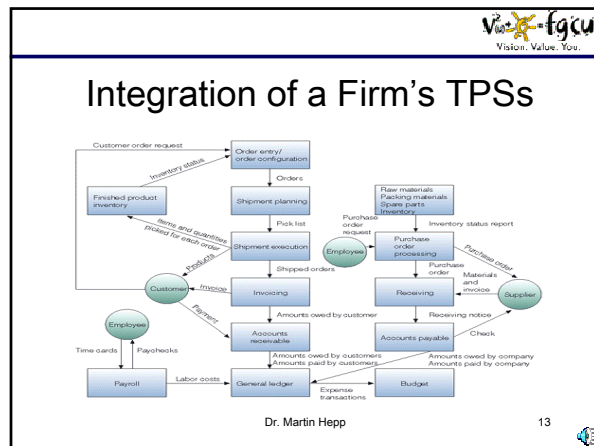 Vision. Value. You.
Integration of a Firm's TPSs
Customer order request
Order entry/
order configuration
Inventory status
Orders
Finished product
inventory
Shipment planning
Raw materials
Packing materials
Spare parts
Inventory
Pick list
Purchase
order
request
Inventory status report
Items and quantities
picked for each order
Shipment execution
Employee
Purchase
order
processing
Purchase order
Products
Shipped orders
Purchase
order
Materials
and
invoice
Customer
Invoice
Invoicing
Receiving
Supplier
Payment
Amounts owed by customer
Receiving notice
Employee
Accounts
receivable
Accounts payable
Check
Time cards
Paychecks
Amounts owed by customers
Amounts paid by customers
Amounts owed by company
Amounts paid by company
Payroll
Labor costs
General ledger
Expense
transactions
Budget
Dr. Martin Hepp
13